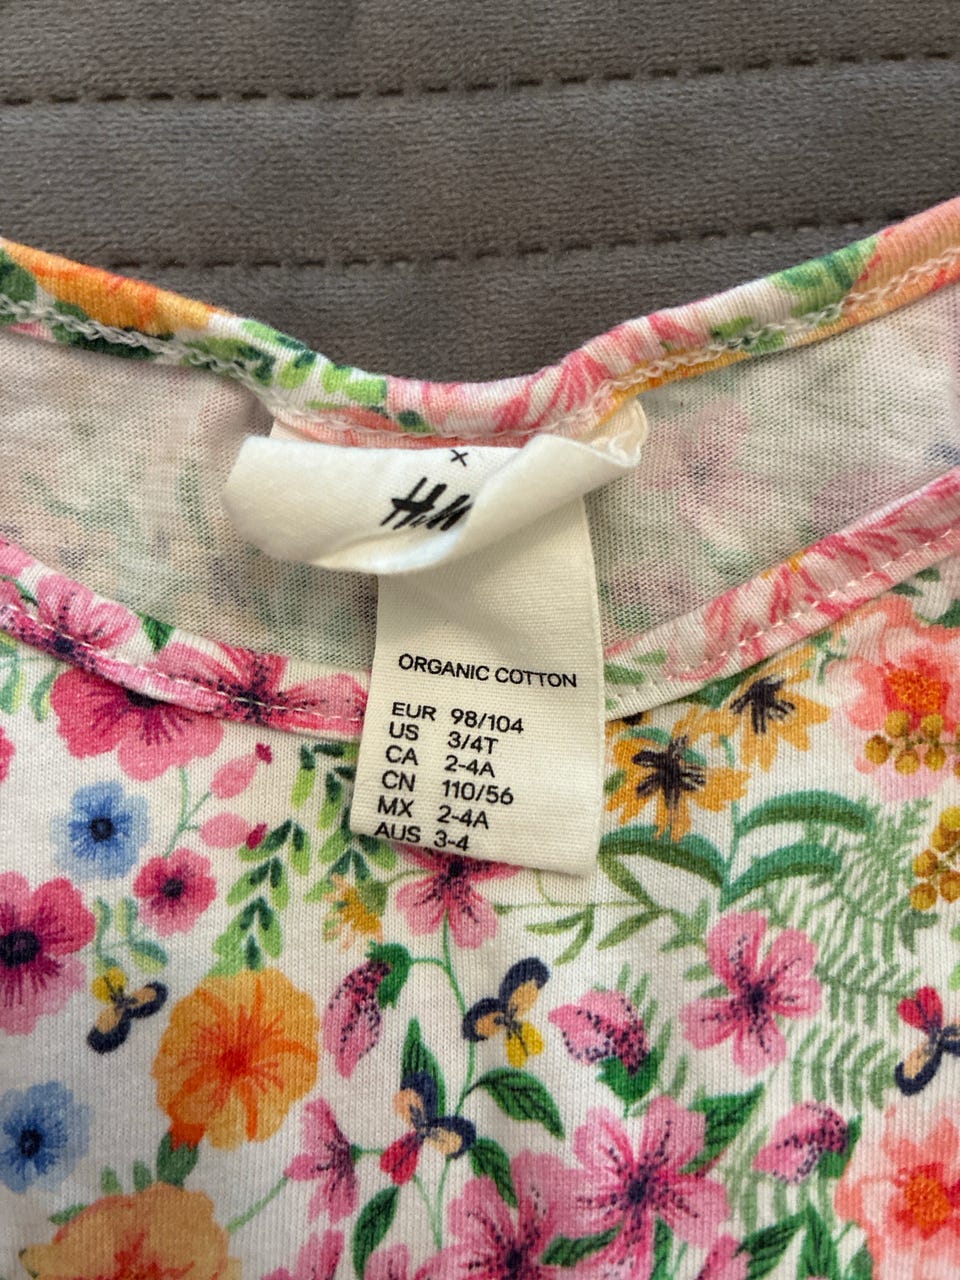 ×
H&M
ORGANIC COTTON
EUR 98/104
US 3/4T
CA 2-4A
CN 110/56
MX 2-4A
AUS 3-4